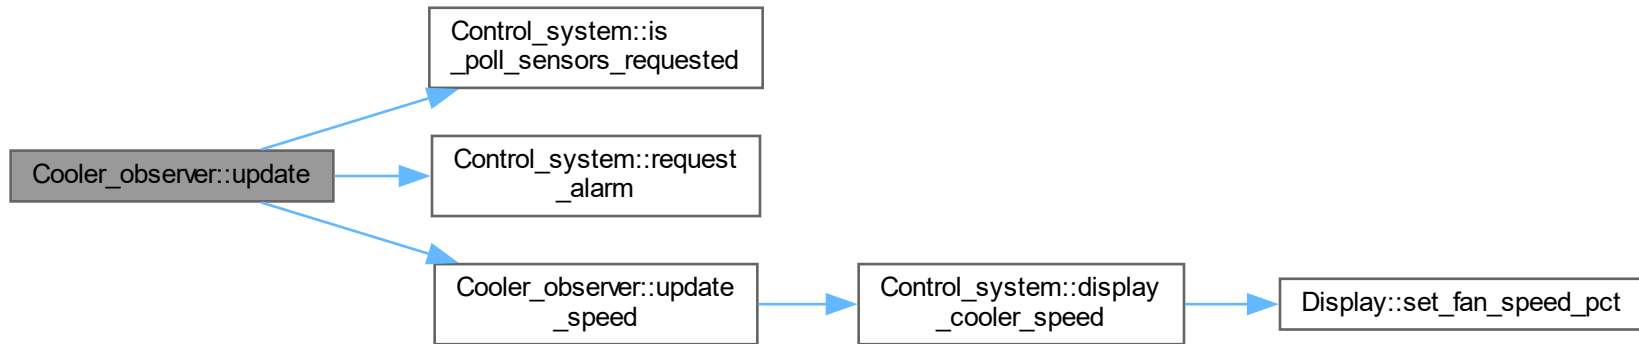 Control_system::is
_poll_sensors_requested
Cooler_observer::update
Control_system::request
_alarm
Cooler_observer::update
_speed
Control_system::display
_cooler_speed
Display::set_fan_speed_pct